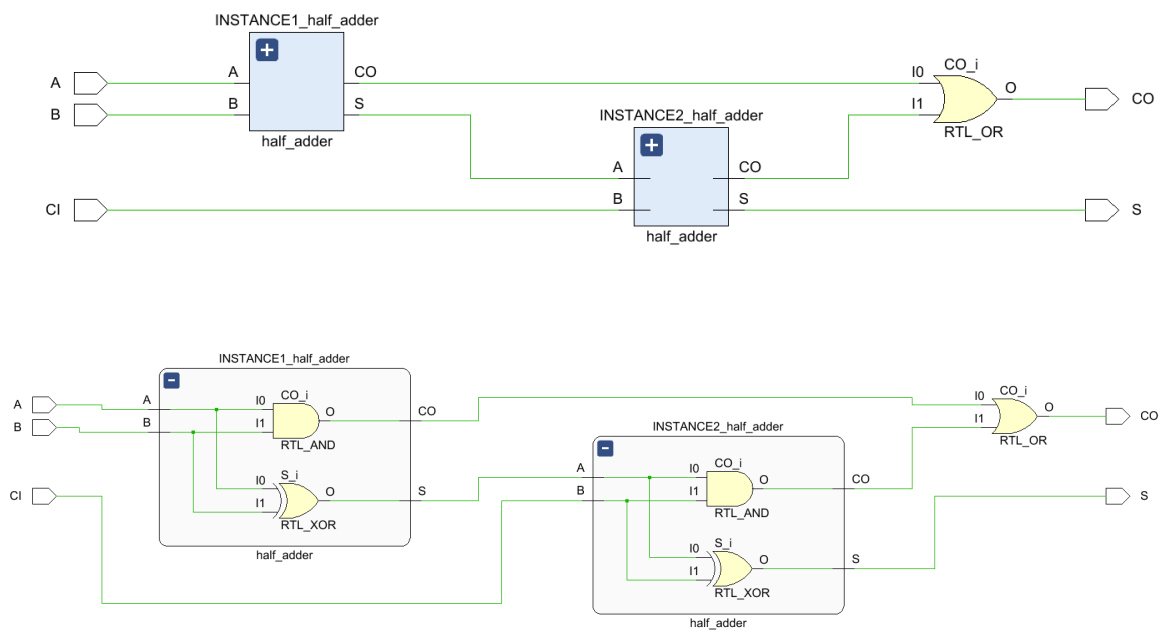 INSTANCE1_half_adder
+
A
A
CO
B
B
S
half_adder
I0
CO_i
O
CO
I1
RTL_OR
INSTANCE2_half_adder
+
A
CO
CI
B
S
S
half_adder
INSTANCE1_half_adder
-
A
A
I0
CO_i
O
CO
B
B
I1
RTL_AND
I0
S_i
O
S
I1
RTL_XOR
half_adder
CI
I0
CO_i
O
CO
I1
RTL_OR
INSTANCE2_half_adder
-
A
I0
CO_i
O
CO
B
I1
RTL_AND
S
I0
S_i
O
S
I1
RTL_XOR
half_adder